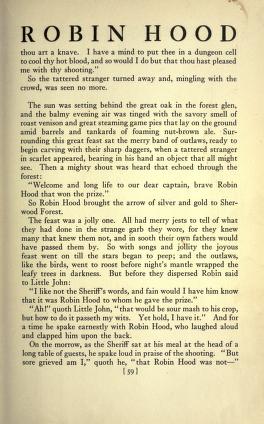 ROBIN HOOD
thou art a knave. I have a mind to put thee in a dungeon cell
to cool thy hot blood, and so would I do but that thou hast pleased
me with thy shooting."
So the tattered stranger turned away and, mingling with the
crowd, was seen no more.
The sun was setting behind the great oak in the forest glen,
and the balmy evening air was tinged with the savory smell of
roast venison and great steaming game pies that lay on the ground
amid barrels and tankards of foaming nut-brown ale. Sur-
rounding this great feast sat the merry band of outlaws, ready to
begin carving with their sharp daggers, when a tattered stranger
in scarlet appeared, bearing in his hand an object that all might
see. Then a mighty shout was heard that echoed through the
forest:
"Welcome and long life to our dear captain, brave Robin
Hood that won the prize."
So Robin Hood brought the arrow of silver and gold to Sher-
wood Forest.
The feast was a jolly one. All had merry jests to tell of what
they had done in the strange garb they wore, for they knew
many that knew them not, and in sooth their own fathers would
have passed them by. So with songs and jollity the joyous
feast went on till the stars began to peep; and the outlaws,
like the birds, went to roost before night's mantle wrapped the
leafy trees in darkness. But before they dispersed Robin said
to Little John:
"I like not the Sheriff's words, and fain would I have him know
that it was Robin Hood to whom he gave the prize."
"Ah!" quoth Little John, "that would be sour mash to his crop,
but how to do it passeth my wits. Yet hold, I have it." And for
a time he spake earnestly with Robin Hood, who laughed aloud
and clapped him upon the back.
On the morrow, as the Sheriff sat at his meal at the head of a
long table of guests, he spake loud in praise of the shooting. "But
sore grieved am I," quoth he, "that Robin Hood was not—"
[59]